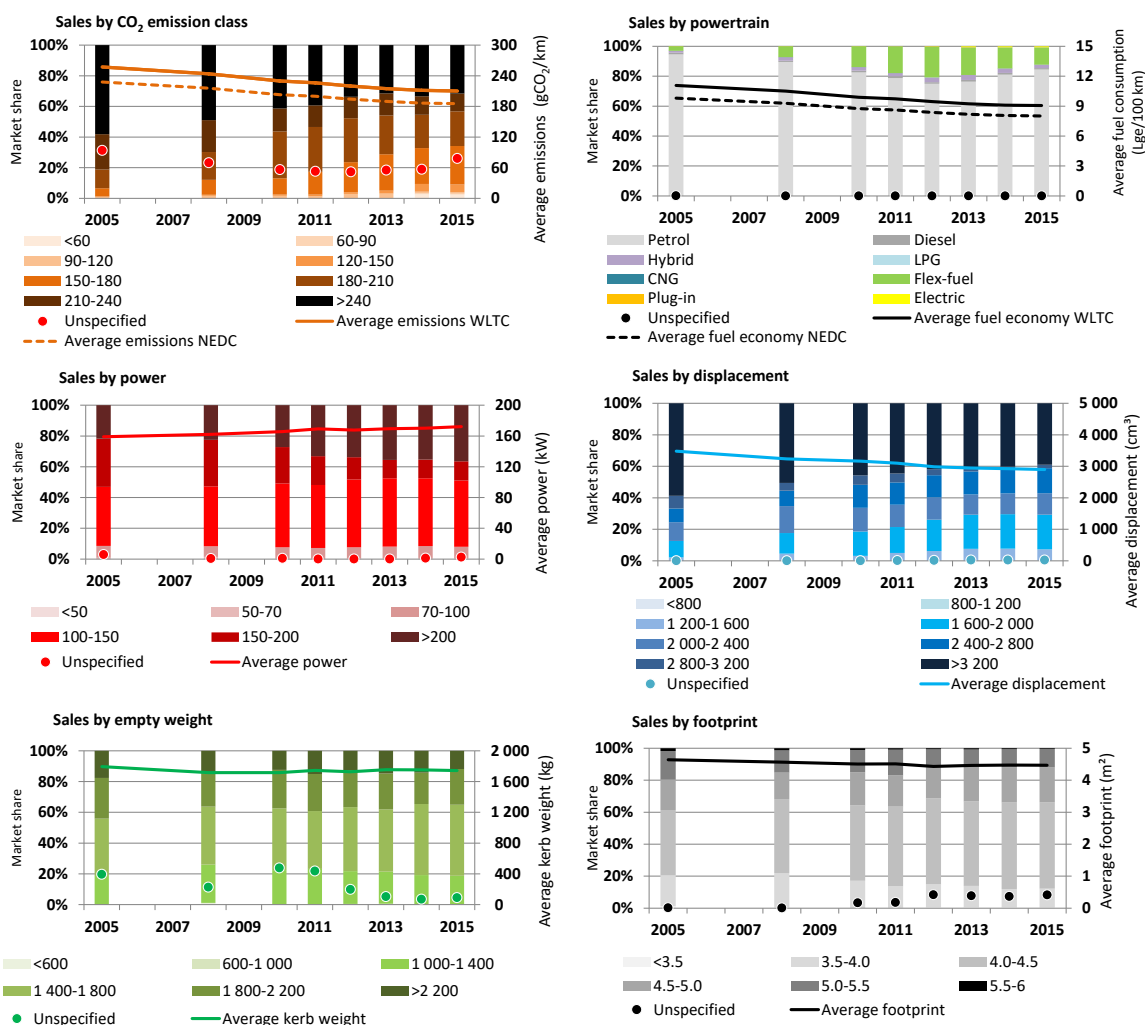 Sales by CO₂ emission class
100%
80%
60%
40%
20%
0%
Market share
300
240
180
120
60
0
Average emissions (gCO₂/km)
2005 2007 2009 2011 2013 2015
<60 60-90
90-120 120-150
150-180 180-210
210-240 >240
Unspecified Average emissions WLTC
Average emissions NEDC
Sales by powertrain
100%
80%
60%
40%
20%
0%
Market share
15
12
9
6
3
0
Average fuel consumption
(Lge/100 km)
2005 2007 2009 2011 2013 2015
Petrol Diesel
Hybrid LPG
CNG Flex-fuel
Plug-in Electric
Unspecified Average fuel economy WLTC
Average fuel economy NEDC
Sales by power
100%
80%
60%
40%
20%
0%
Market share
200
160
120
80
40
0
Average power (kW)
2005 2007 2009 2011 2013 2015
<50 50-70 70-100
100-150 150-200 >200
Unspecified Average power
Sales by displacement
100%
80%
60%
40%
20%
0%
Market share
5 000
4 000
3 000
2 000
1 000
0
Average displacement (cm³)
2005 2007 2009 2011 2013 2015
<800 800-1 200
1 200-1 600 1 600-2 000
2 000-2 400 2 400-2 800
2 800-3 200 >3 200
Unspecified Average displacement
Sales by empty weight
100%
80%
60%
40%
20%
0%
Market share
2 000
1 600
1 200
800
400
0
Average kerb weight (kg)
2005 2007 2009 2011 2013 2015
<600 600-1 000 1 000-1 400
1 400-1 800 1 800-2 200 >2 200
Unspecified Average kerb weight
Sales by footprint
100%
80%
60%
40%
20%
0%
Market share
5
4
3
2
1
0
Average footprint (m²)
2005 2007 2009 2011 2013 2015
<3.5 3.5-4.0 4.0-4.5
4.5-5.0 5.0-5.5 5.5-6
Unspecified Average footprint